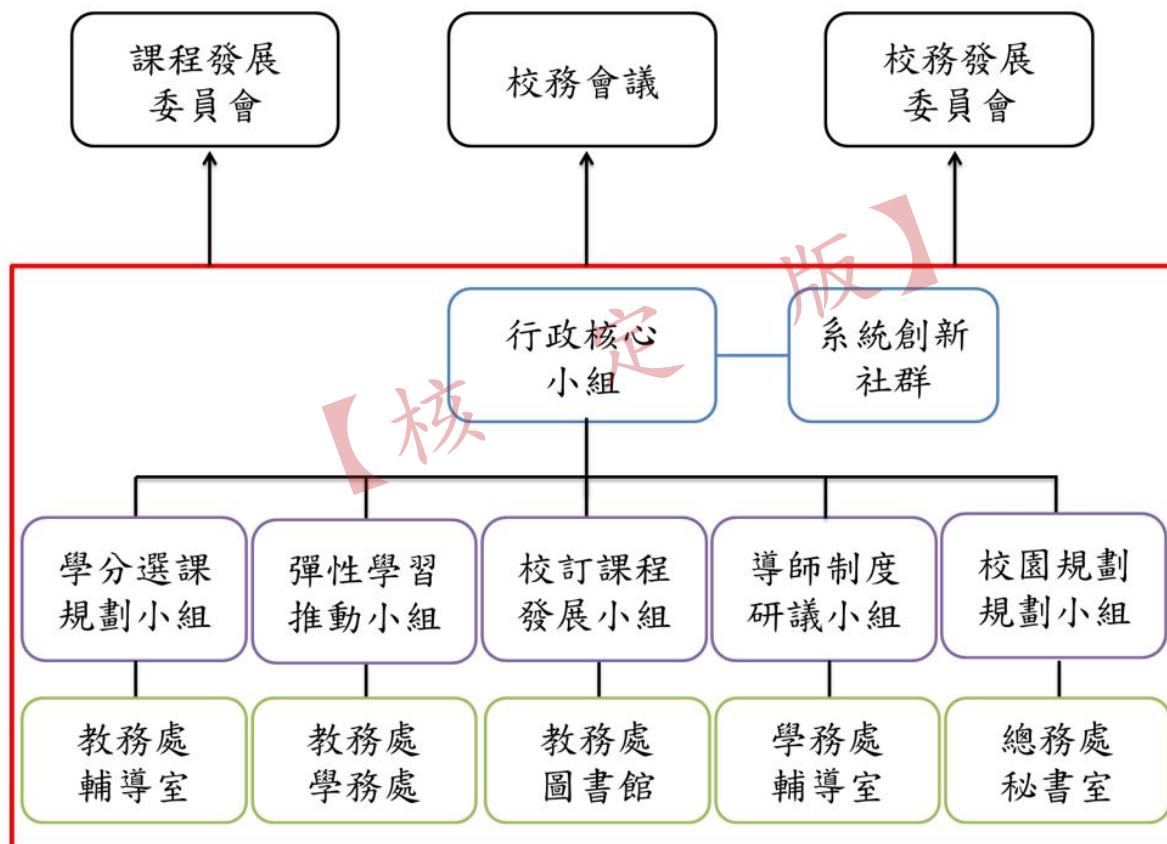 課程發展
委員會
校務會議
校務發展
委員會
行政核心
小組
系統創新
社群
【核定版】
學分選課
規劃小組
彈性學習
推動小組
校訂課程
發展小組
導師制度
研議小組
校園規劃
規劃小組
教務處
輔導室
教務處
學務處
教務處
圖書館
學務處
輔導室
總務處
秘書室